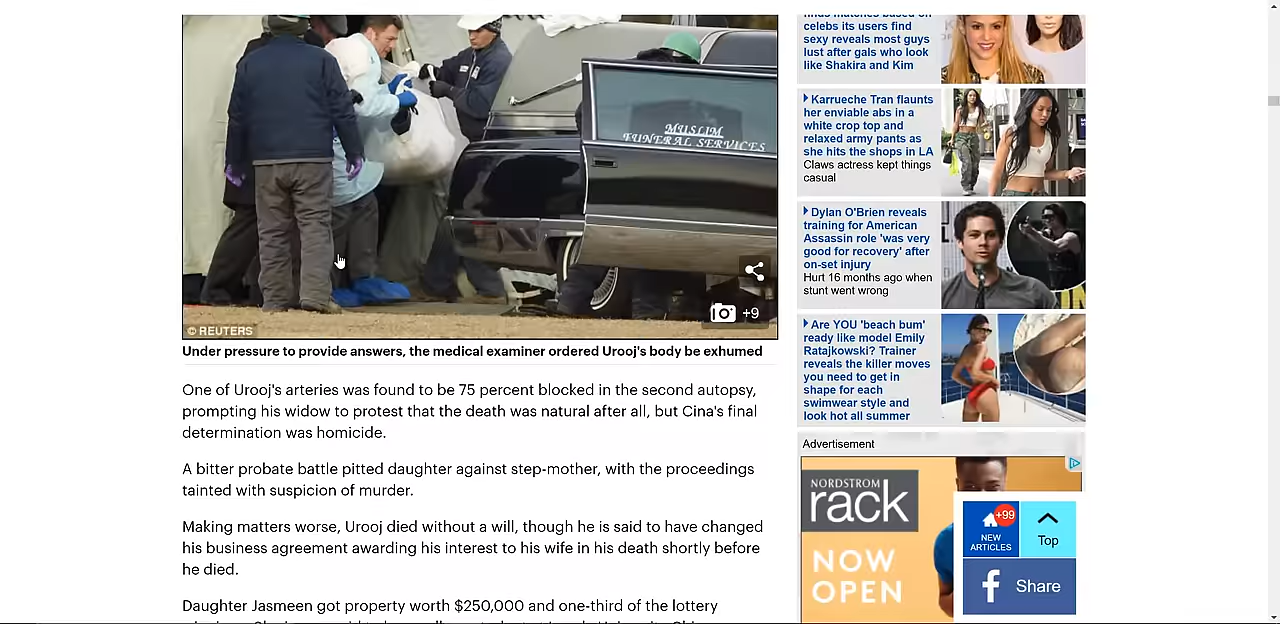 MUSLIM
FUNERAL SERVICES
+9
© REUTERS
Under pressure to provide answers, the medical examiner ordered Urooj's body be exhumed
One of Urooj's arteries was found to be 75 percent blocked in the second autopsy,
prompting his widow to protest that the death was natural after all, but Cina's final
determination was homicide.
A bitter probate battle pitted daughter against step-mother, with the proceedings
tainted with suspicion of murder.
Making matters worse, Urooj died without a will, though he is said to have changed
his business agreement awarding his interest to his wife in his death shortly before
he died.
Daughter Jasmeen got property worth $250,000 and one-third of the lottery
celebs its users find
sexy reveals most guys
lust after gals who look
like Shakira and Kim
Karrueche Tran flaunts
her enviable abs in a
white crop top and
relaxed army pants as
she hits the shops in LA
Claws actress kept things
casual
Dylan O'Brien reveals
training for American
Assassin role 'was very
good for recovery' after
on-set injury
Hurt 16 months ago when
stunt went wrong
Are YOU 'beach bum'
ready like model Emily
Ratajkowski? Trainer
reveals the killer moves
you need to get in
shape for each
swimwear style and
look hot all summer
Advertisement
NORDSTROM
rack
NOW
OPEN
+99
NEW
ARTICLES
Top
Share